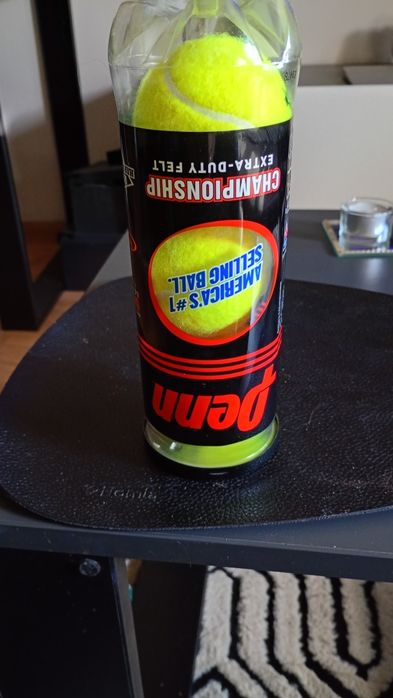 Penn
AMERICA'S #1
SELLING BALL.
CHAMPIONSHIP
EXTRA-DUTY FELT